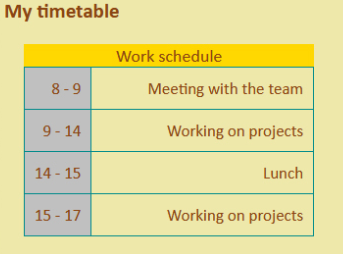 My timetable
Work schedule
8 - 9 Meeting with the team
9 - 14 Working on projects
14 - 15 Lunch
15 - 17 Working on projects